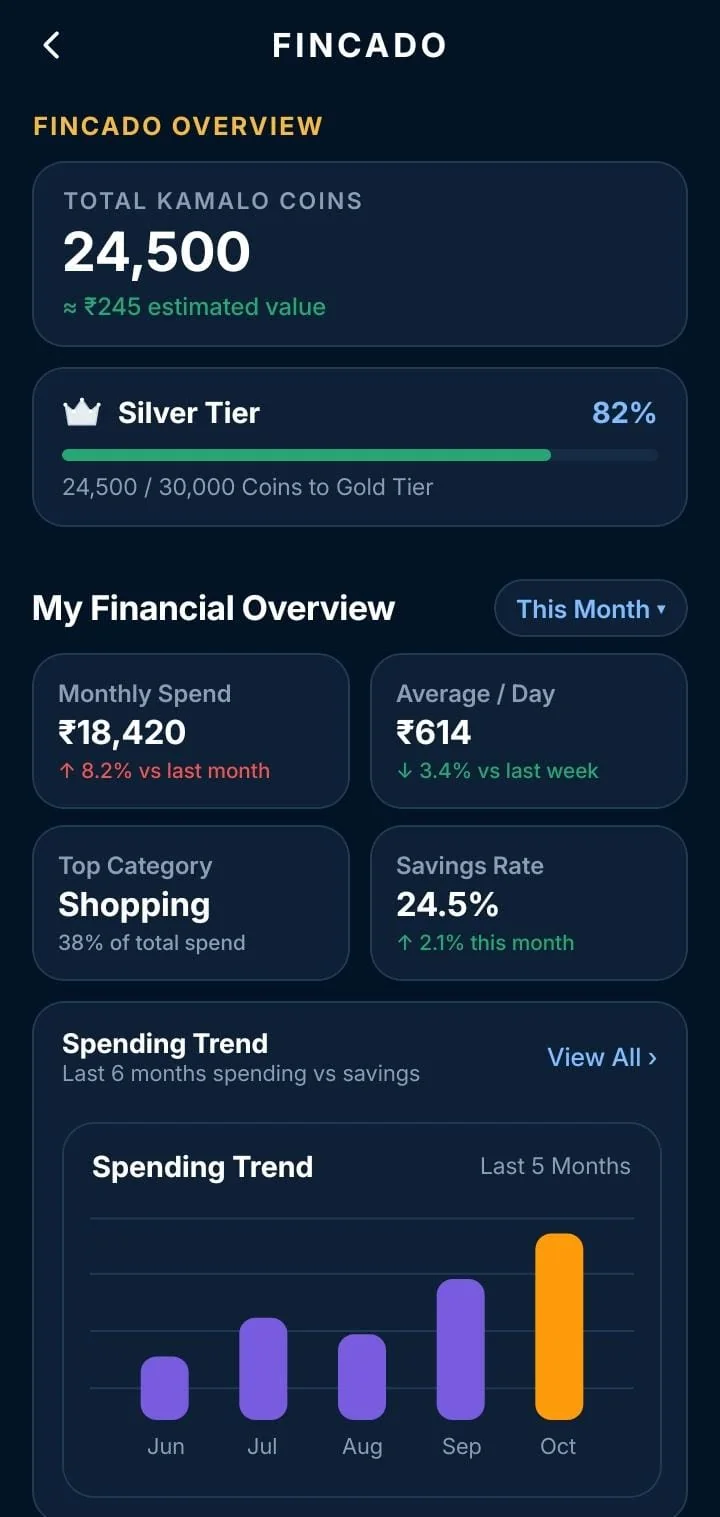 FINCADO
FINCADO OVERVIEW
TOTAL KAMALO COINS
24,500
≈ ₹245 estimated value
Silver Tier 82%
24,500 / 30,000 Coins to Gold Tier
My Financial Overview This Month ▾
Monthly Spend
₹18,420
↑ 8.2% vs last month
Average / Day
₹614
↓ 3.4% vs last week
Top Category
Shopping
38% of total spend
Savings Rate
24.5%
↑ 2.1% this month
Spending Trend
Last 6 months spending vs savings
View All ›
Spending Trend Last 5 Months
Jun Jul Aug Sep Oct